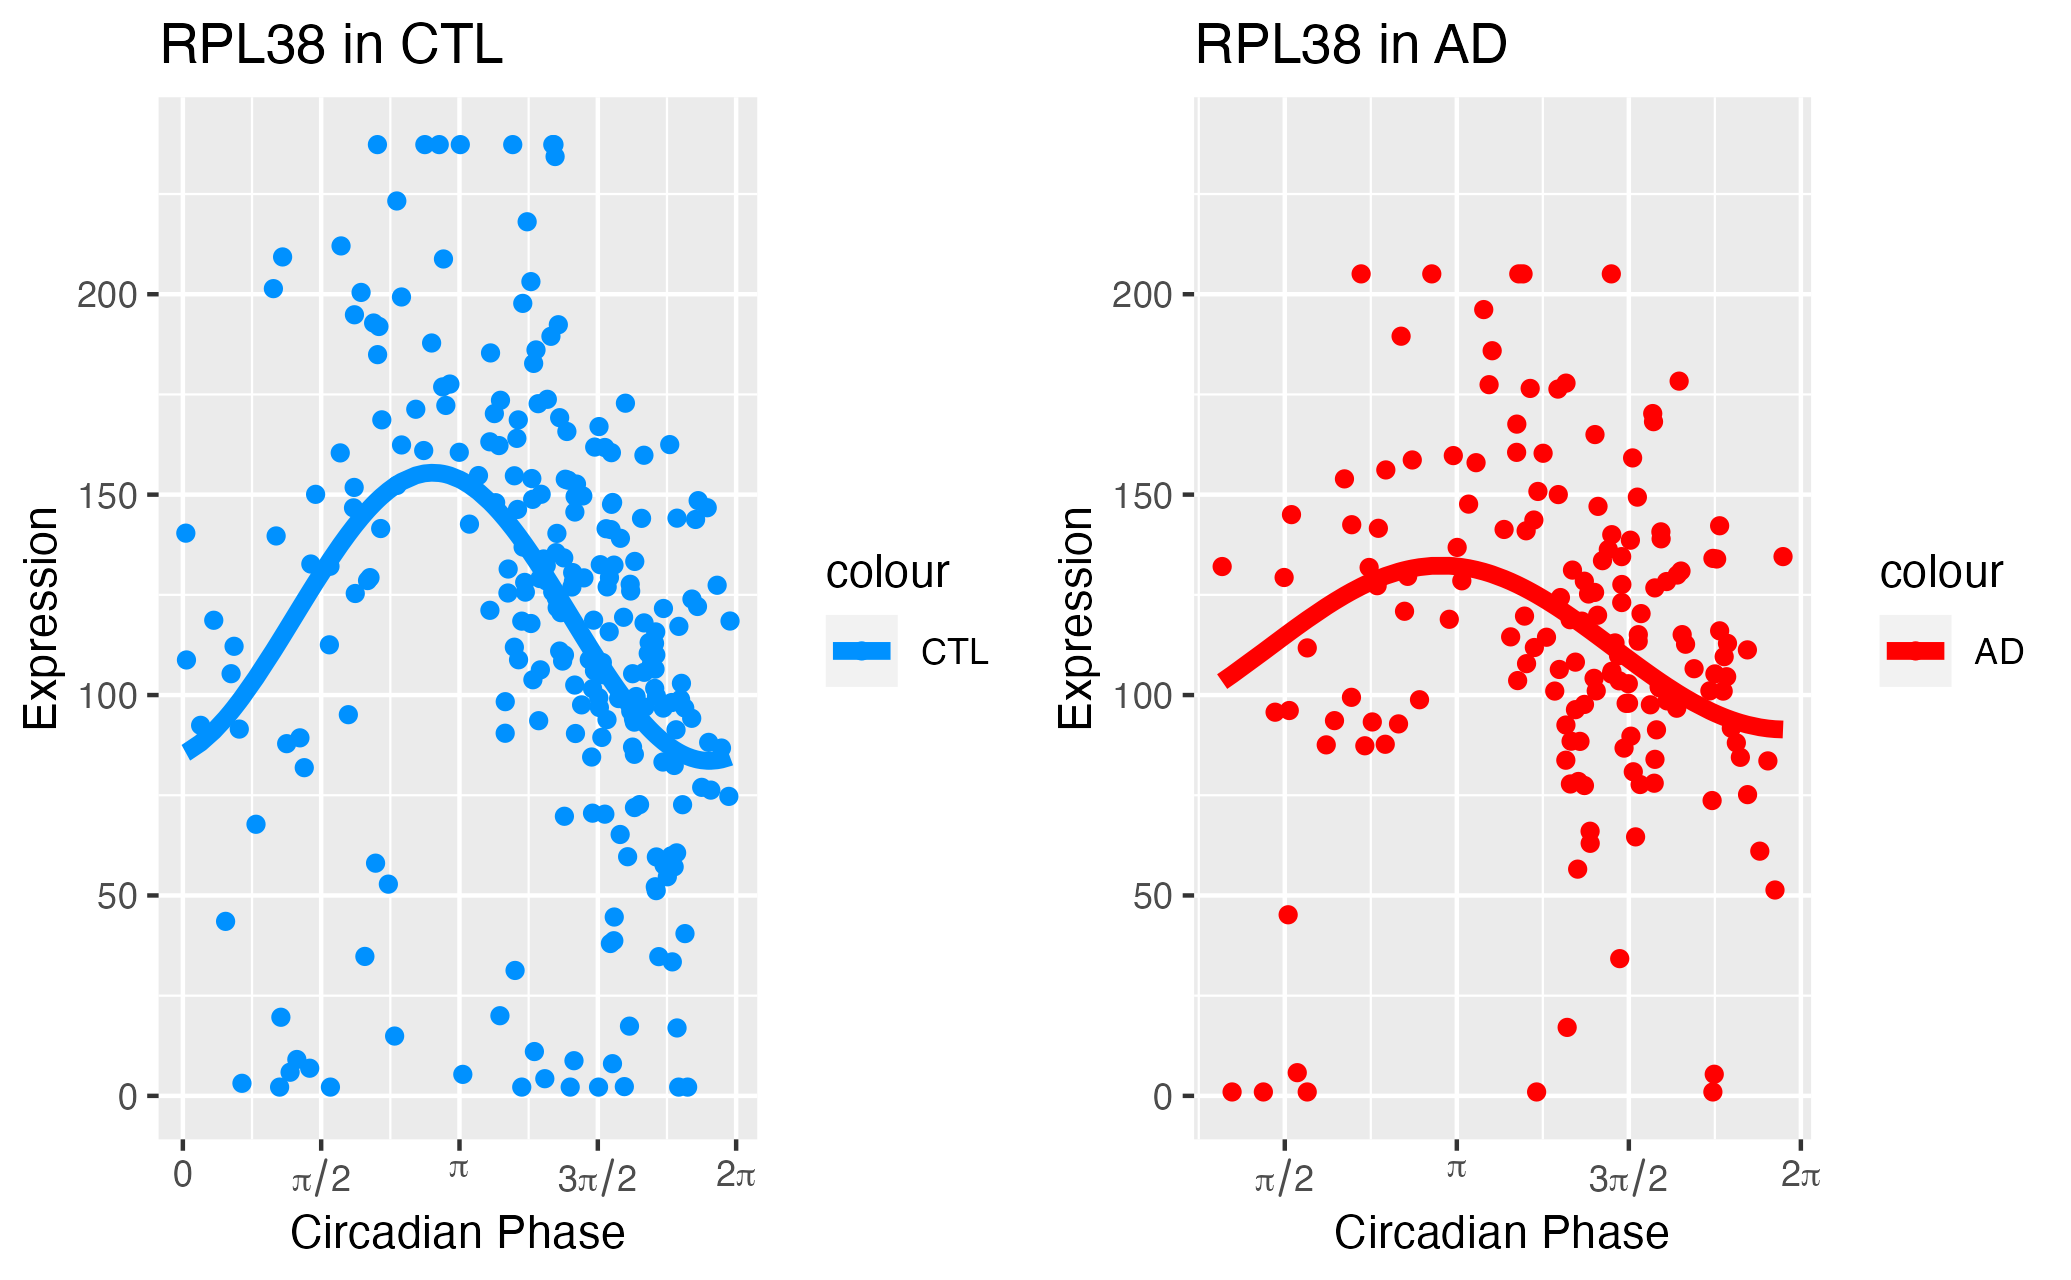 RPL38 in CTL
Expression
200
150
100
50
0
0 π/2 π 3π/2 2π
Circadian Phase
colour
CTL
RPL38 in AD
Expression
200
150
100
50
0
π/2 π 3π/2 2π
Circadian Phase
colour
AD